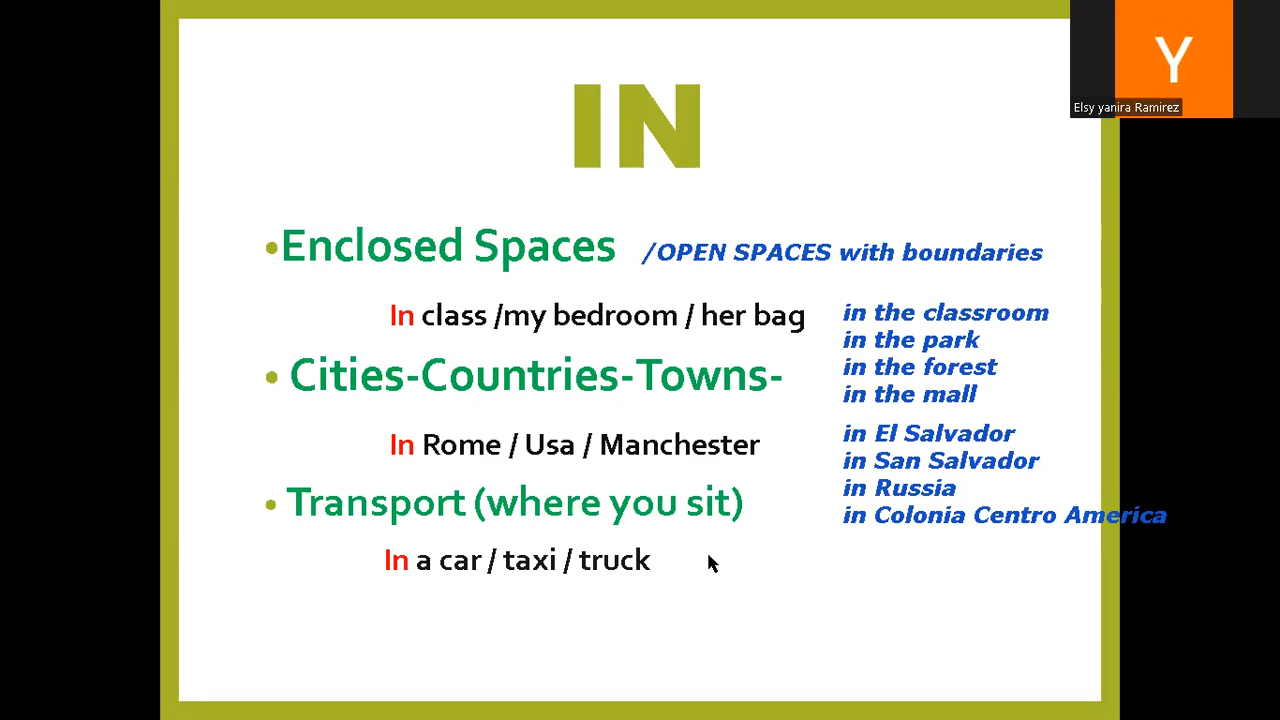 Y
Elsy yanira Ramirez
IN
•Enclosed Spaces /OPEN SPACES with boundaries
In class /my bedroom / her bag
in the classroom
in the park
in the forest
in the mall
• Cities-Countries-Towns-
In Rome / Usa / Manchester
in El Salvador
in San Salvador
in Russia
in Colonia Centro America
• Transport (where you sit)
In a car / taxi / truck